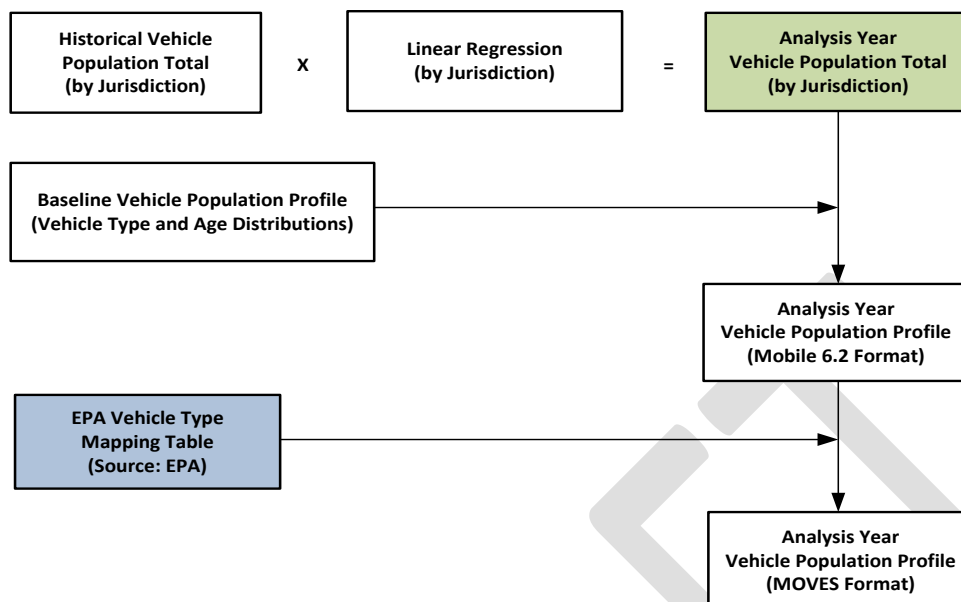 Historical Vehicle
Population Total
(by Jurisdiction)
X
Linear Regression
(by Jurisdiction)
=
Analysis Year
Vehicle Population Total
(by Jurisdiction)
Baseline Vehicle Population Profile
(Vehicle Type and Age Distributions)
Analysis Year
Vehicle Population Profile
(Mobile 6.2 Format)
EPA Vehicle Type
Mapping Table
(Source: EPA)
Analysis Year
Vehicle Population Profile
(MOVES Format)